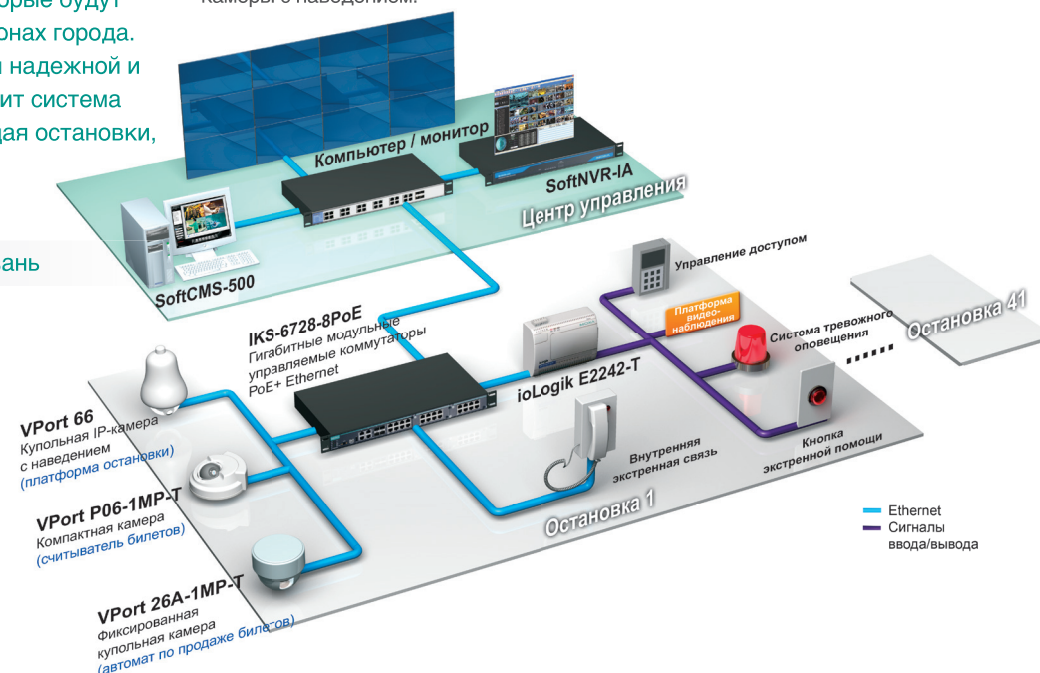 орые будут
онах города.
и надежной и
ит система
дая остановки,
камеры с наведением.
ань
Компьютер / монитор
SoftNVR-IA
Центр управления
SoftCMS-500
IKS-6728-8PoE
Гигабитные модульные
управляемые коммутаторы
PoE+ Ethernet
Управление доступом
Платформа
видео-
наблюдения
Система тревожного
оповещения
Остановка 41
ioLogik E2242-T
VPort 66
Купольная IP-камера
с наведением
(платформа остановки)
Внутренняя
экстренная связь
Кнопка
экстренной помощи
VPort P06-1MP-T
Компактная камера
(считыватель билетов)
Остановка 1
Ethernet
Сигналы
ввода/вывода
VPort 26A-1MP-T
Фиксированная
купольная камера
(автомат по продаже билетов)